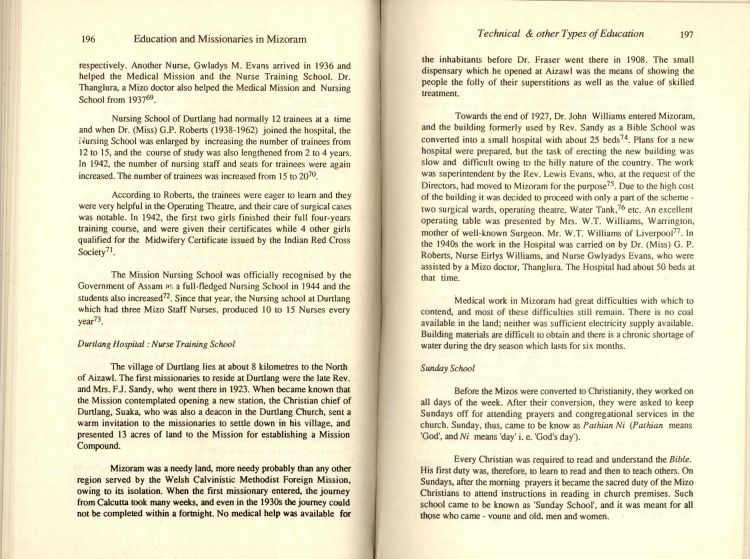 196 Education and Missionaries in Mizoram
respectively. Another Nurse, Gwladys M. Evans arrived in 1936 and
helped the Medical Mission and the Nurse Training School. Dr.
Thanglura, a Mizo doctor also helped the Medical Mission and Nursing
School from 1937⁶⁹.
Nursing School of Durtlang had normally 12 trainees at a time
and when Dr. (Miss) G.P. Roberts (1938-1962) joined the hospital, the
Nursing School was enlarged by increasing the number of trainees from
12 to 15, and the course of study was also lengthened from 2 to 4 years.
In 1942, the number of nursing staff and seats for trainees were again
increased. The number of trainees was increased from 15 to 20⁷⁰.
According to Roberts, the trainees were eager to learn and they
were very helpful in the Operating Theatre, and their care of surgical cases
was notable. In 1942, the first two girls finished their full four-years
training course, and were given their certificates while 4 other girls
qualified for the Midwifery Certificate issued by the Indian Red Cross
Society⁷¹.
The Mission Nursing School was officially recognised by the
Government of Assam as a full-fledged Nursing School in 1944 and the
students also increased⁷². Since that year, the Nursing school at Durtlang
which had three Mizo Staff Nurses, produced 10 to 15 Nurses every
year⁷³.
Durtlang Hospital : Nurse Training School
The village of Durtlang lies at about 8 kilometres to the North
of Aizawl. The first missionaries to reside at Durtlang were the late Rev.
and Mrs. F.J. Sandy, who went there in 1923. When became known that
the Mission contemplated opening a new station, the Christian chief of
Durtlang, Suaka, who was also a deacon in the Durtlang Church, sent a
warm invitation to the missionaries to settle down in his village, and
presented 13 acres of land to the Mission for establishing a Mission
Compound.
Mizoram was a needy land, more needy probably than any other
region served by the Welsh Calvinistic Methodist Foreign Mission,
owing to its isolation. When the first missionary entered, the journey
from Calcutta took many weeks, and even in the 1930s the journey could
not be completed within a fortnight. No medical help was available for
Technical & other Types of Education 197
the inhabitants before Dr. Fraser went there in 1908. The small
dispensary which he opened at Aizawl was the means of showing the
people the folly of their superstitions as well as the value of skilled
treatment.
Towards the end of 1927, Dr. John Williams entered Mizoram,
and the building formerly used by Rev. Sandy as a Bible School was
converted into a small hospital with about 25 beds⁷⁴. Plans for a new
hospital were prepared, but the task of erecting the new building was
slow and difficult owing to the hilly nature of the country. The work
was superintendent by the Rev. Lewis Evans, who, at the request of the
Directors, had moved to Mizoram for the purpose⁷⁵. Due to the high cost
of the building it was decided to proceed with only a part of the scheme -
two surgical wards, operating theatre, Water Tank,⁷⁶ etc. An excellent
operating table was presented by Mrs. W.T. Williams, Warrington,
mother of well-known Surgeon. Mr. W.T. Williams of Liverpool⁷⁷. In
the 1940s the work in the Hospital was carried on by Dr. (Miss) G. P.
Roberts, Nurse Eirlys Williams, and Nurse Gwlyadys Evans, who were
assisted by a Mizo doctor, Thanglura. The Hospital had about 50 beds at
that time.
Medical work in Mizoram had great difficulties with which to
contend, and most of these difficulties still remain. There is no coal
available in the land; neither was sufficient electricity supply available.
Building materials are difficult to obtain and there is a chronic shortage of
water during the dry season which lasts for six months.
Sunday School
Before the Mizos were converted to Christianity, they worked on
all days of the week. After their conversion, they were asked to keep
Sundays off for attending prayers and congregational services in the
church. Sunday, thus, came to be know as Pathian Ni (Pathian means
'God', and Ni means 'day' i. e. 'God's day').
Every Christian was required to read and understand the Bible.
His first duty was, therefore, to learn to read and then to teach others. On
Sundays, after the morning prayers it became the sacred duty of the Mizo
Christians to attend instructions in reading in church premises. Such
school came to be known as 'Sunday School', and it was meant for all
those who came - young and old. men and women.